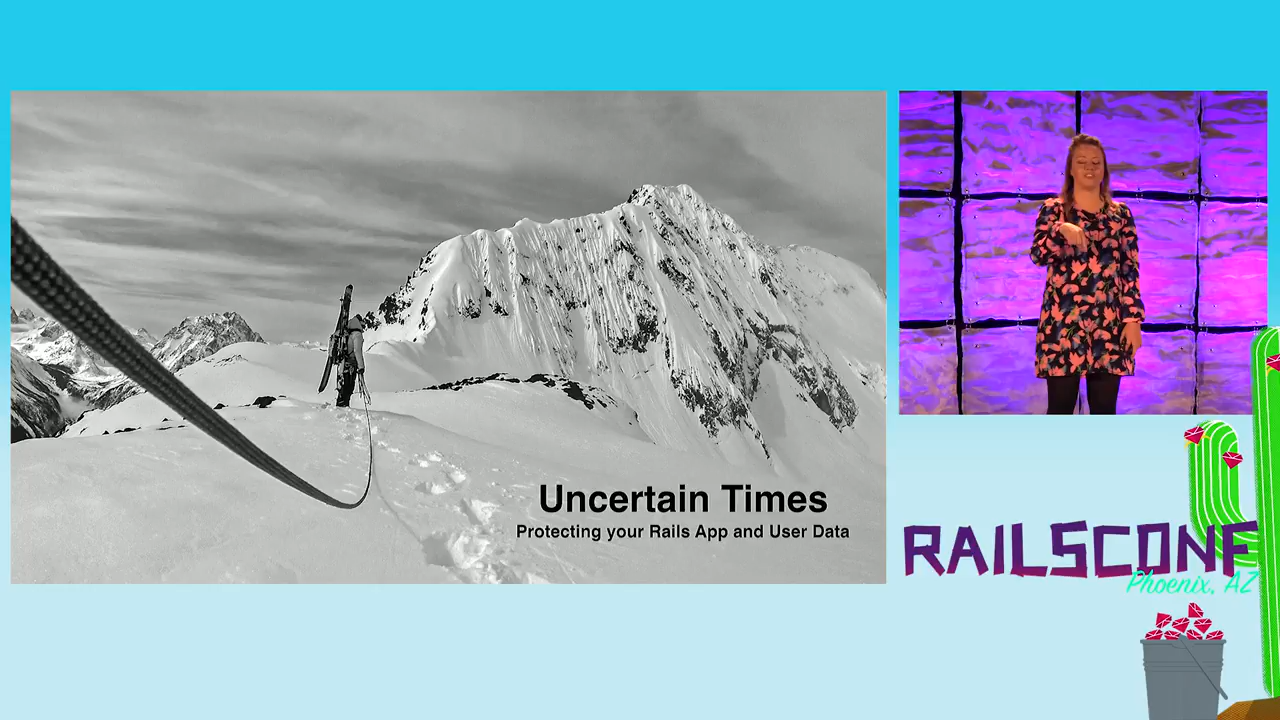 Uncertain Times
Protecting your Rails App and User Data
RAILSCONF
Phoenix, AZ